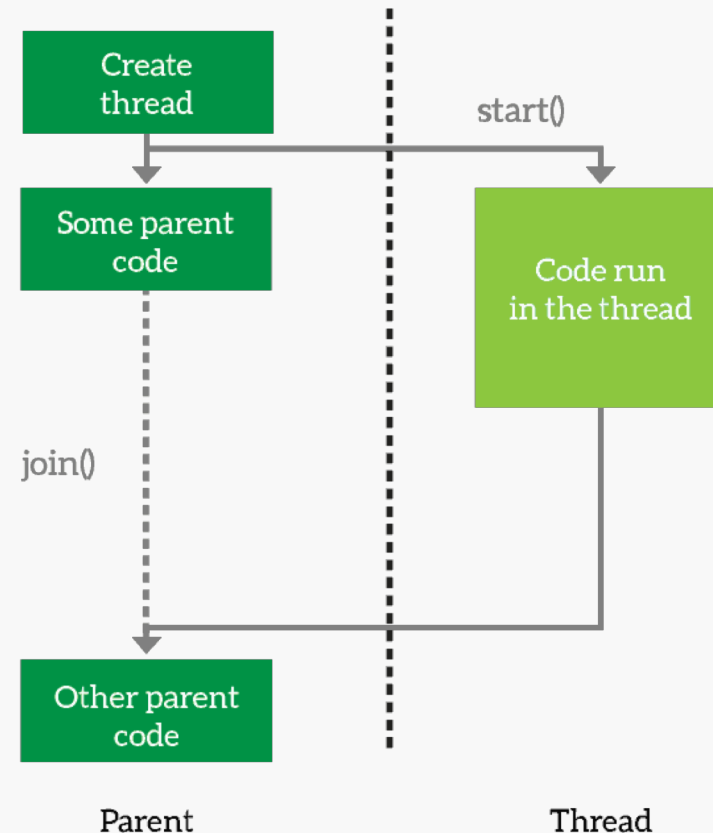 Create
thread
start()
Some parent
code
Code run
in the thread
join()
Other parent
code
Parent
Thread